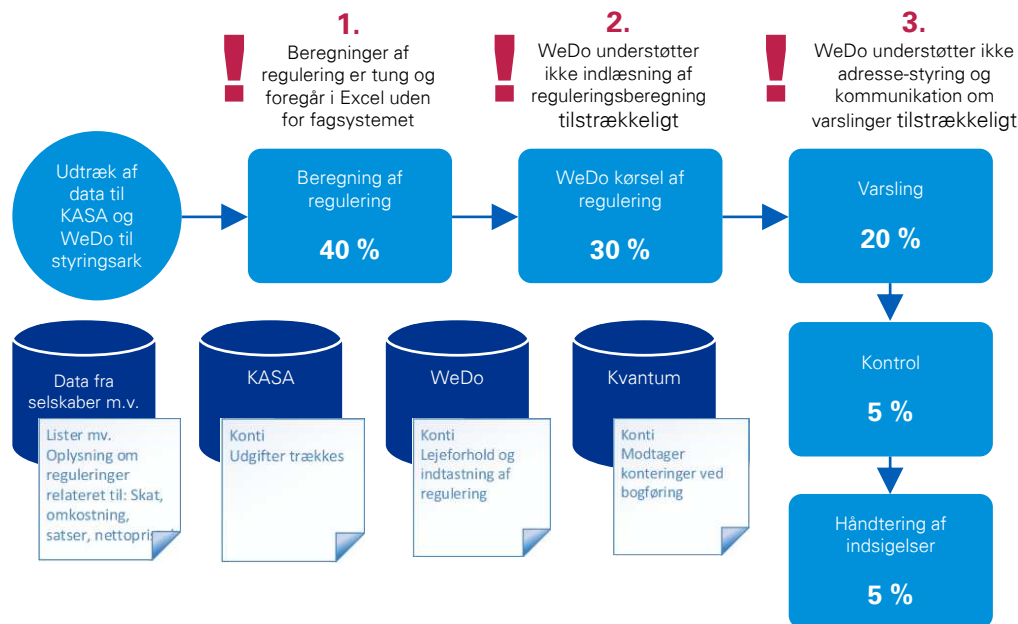 1.
Beregninger af
regulering er tung og
foregår i Excel uden
for fagsystemet
2.
WeDo understøtter
ikke indlæsning af
reguleringsberegning
tilstrækkeligt
3.
WeDo understøtter ikke
adresse-styring og
kommunikation om
varslinger tilstrækkeligt
Udtræk af
data til
KASA og
WeDo til
styringsark
Beregning af
regulering
40 %
WeDo kørsel af
regulering
30 %
Varsling
20 %
Data fra
selskaber m.v.
Lister mv.
Oplysning om
reguleringer
relateret til: Skat,
omkostning,
satser,
KASA
Konti
Udgifter trækkes
WeDo
Konti
Lejeforhold og
indtastning af
regulering
Kvantum
Konti
Modtager
konteringer ved
bogføring
Kontrol
5 %
Håndtering af
indsigelser
5 %